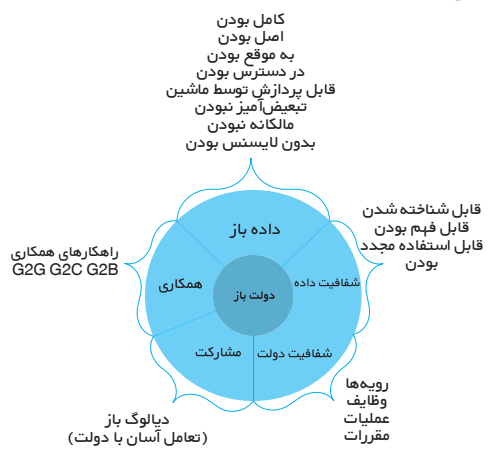 کامل بودن
اصل بودن
به موقع بودن
در دسترس بودن
قابل پردازش توسط ماشین
تبعیض‌آمیز نبودن
مالکانه نبودن
بدون لایسنس بودن
قابل شناخته شدن
قابل فهم بودن
قابل استفاده مجدد
بودن
راهکارهای همکاری
G2G G2C G2B
داده باز
شفافیت داده
همکاری
دولت باز
شفافیت دولت
مشارکت
رویه‌ها
وظایف
عملیات
مقررات
دیالوگ باز
(تعامل آسان با دولت)